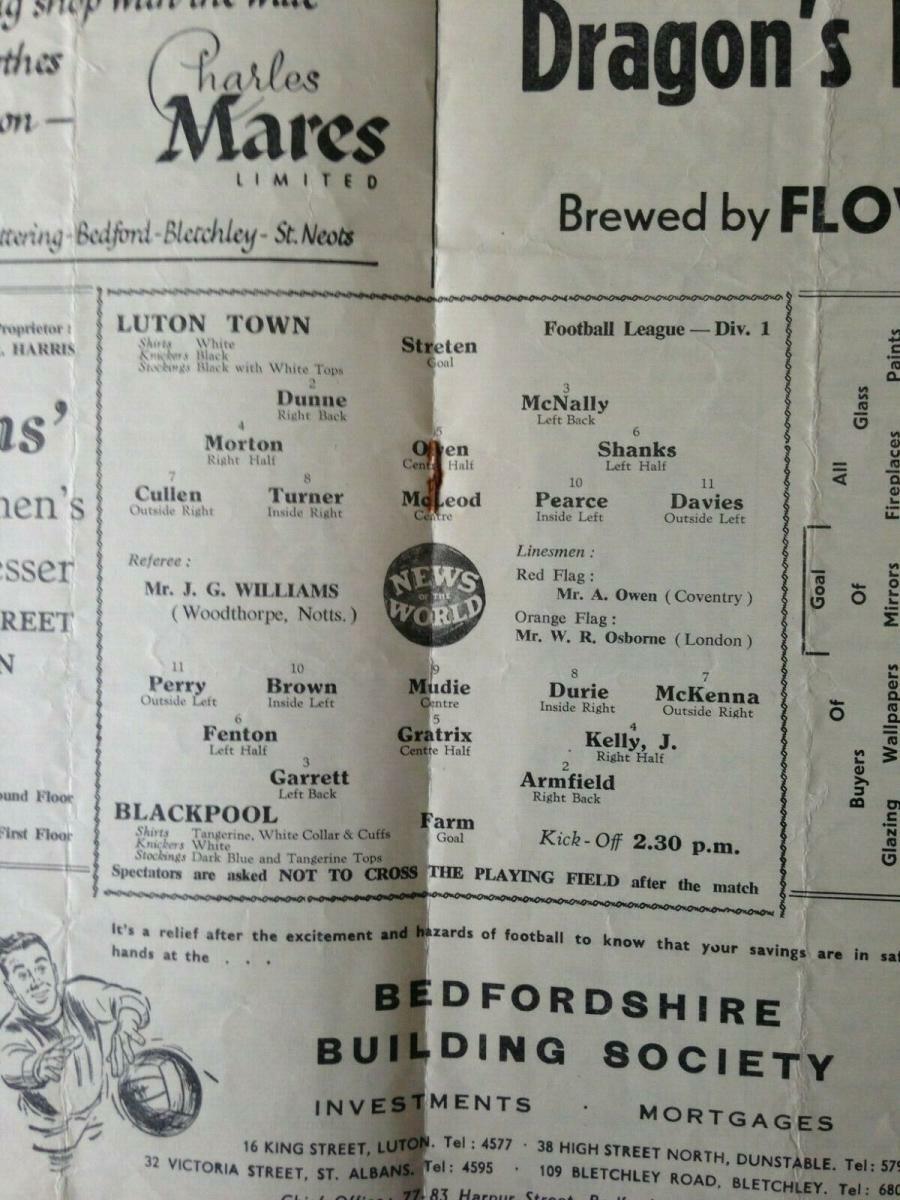 shop with the
Charles
Mares
LIMITED
on —
Bedford - Bletchley - St. Neots
Dragon's
Brewed by
Proprietor :
HARRIS
REET
Floor
First Floor
LUTON TOWN
Shirts White
Knickers Black
Stockings Black with White Tops
Football League — Div. 1
Streten
Goal
2
Dunne
Right Back
3
McNally
Left Back
4
Morton
Right Half
5
Owen
Centre Half
6
Shanks
Left Half
7
Cullen
Outside Right
8
Turner
Inside Right
McLeod
Centre
10
Pearce
Inside Left
11
Davies
Outside Left
Referee :
Mr. J. G. WILLIAMS
( Woodthorpe, Notts. )
NEWS
OF THE
WORLD
Linesmen :
Red Flag :
Mr. A. Owen ( Coventry )
Orange Flag :
Mr. W. R. Osborne ( London )
11
Perry
Outside Left
10
Brown
Inside Left
9
Mudie
Centre
8
Durie
Inside Right
7
McKenna
Outside Right
6
Fenton
Left Half
5
Gratrix
Centre Half
4
Kelly, J.
Right Half
3
Garrett
Left Back
2
Armfield
Right Back
BLACKPOOL
Shirts Tangerine, White Collar & Cuffs
Knickers White
Stockings Dark Blue and Tangerine Tops
Farm
Goal
Kick-Off 2.30 p.m.
Spectators are asked NOT TO CROSS THE PLAYING FIELD after the match
Goal
Buyers Of Of All Glass
Glazing Wallpapers Mirrors Fireplaces Paints
It's a relief after the excitement and hazards of football to know that your savings are in
hands at the . . .
BEDFORDSHIRE
BUILDING SOCIETY
INVESTMENTS · MORTGAGES
16 KING STREET, LUTON. Tel : 4577 · 38 HIGH STREET NORTH, DUNSTABLE. Tel :
32 VICTORIA STREET, ST. ALBANS. Tel : 4595 · 109 BLETCHLEY ROAD, BLETCHLEY. Tel :
77-83 Harpur Street,